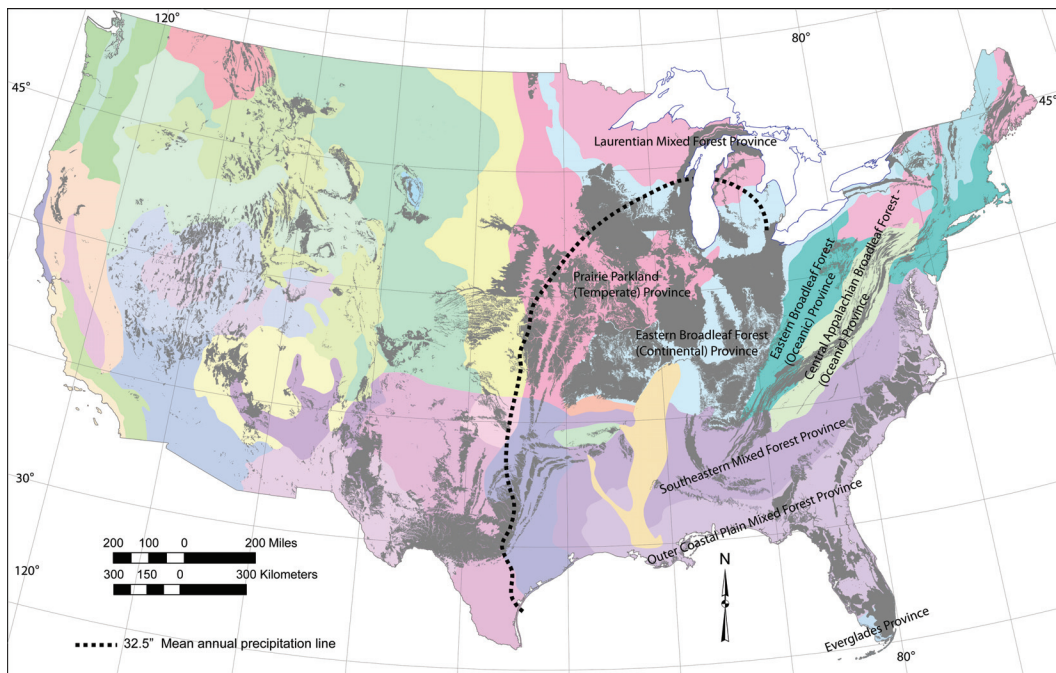 120°
80°
45°
45°
Laurentian Mixed Forest Province
Prairie Parkland
(Temperate) Province
Eastern Broadleaf Forest
(Continental) Province
Eastern Broadleaf Forest
(Oceanic) Province
Central Appalachian Broadleaf Forest -
(Oceanic) Province
Southeastern Mixed Forest Province
Outer Coastal Plain Mixed Forest Province
Everglades Province
30°
200 100 0 200 Miles
300 150 0 300 Kilometers
120°
N
80°
32.5" Mean annual precipitation line